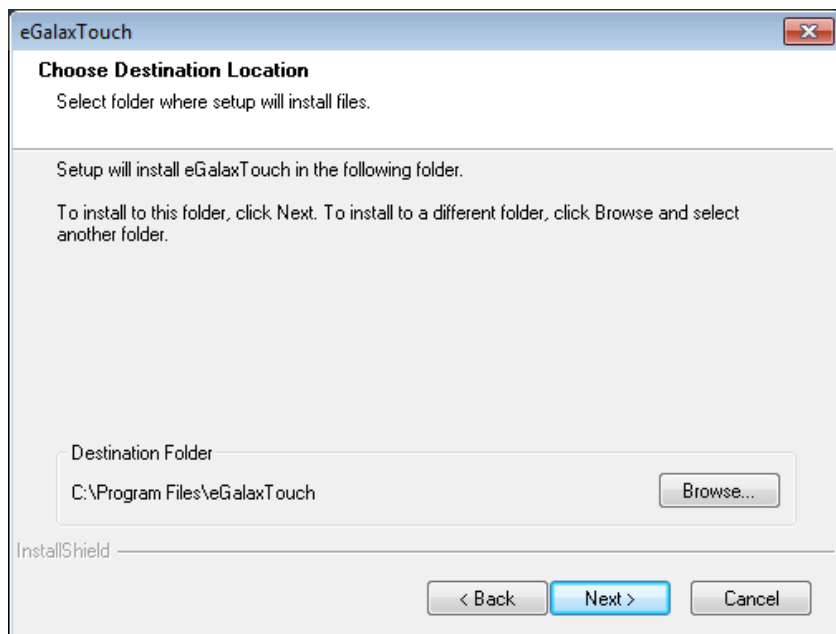 eGalaxTouch
Choose Destination Location
Select folder where setup will install files.
Setup will install eGalaxTouch in the following folder.
To install to this folder, click Next. To install to a different folder, click Browse and select
another folder.
Destination Folder
C:\Program Files\eGalaxTouch
Browse...
InstallShield
< Back
Next >
Cancel